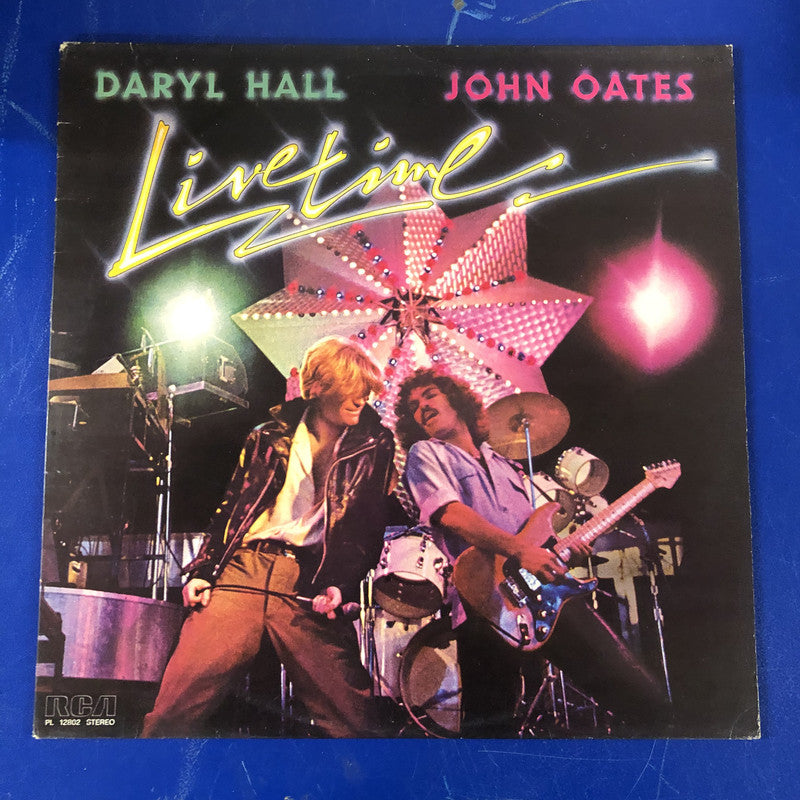 DARYL HALL JOHN OATES
Livetime
RCA
PL 12802 STEREO